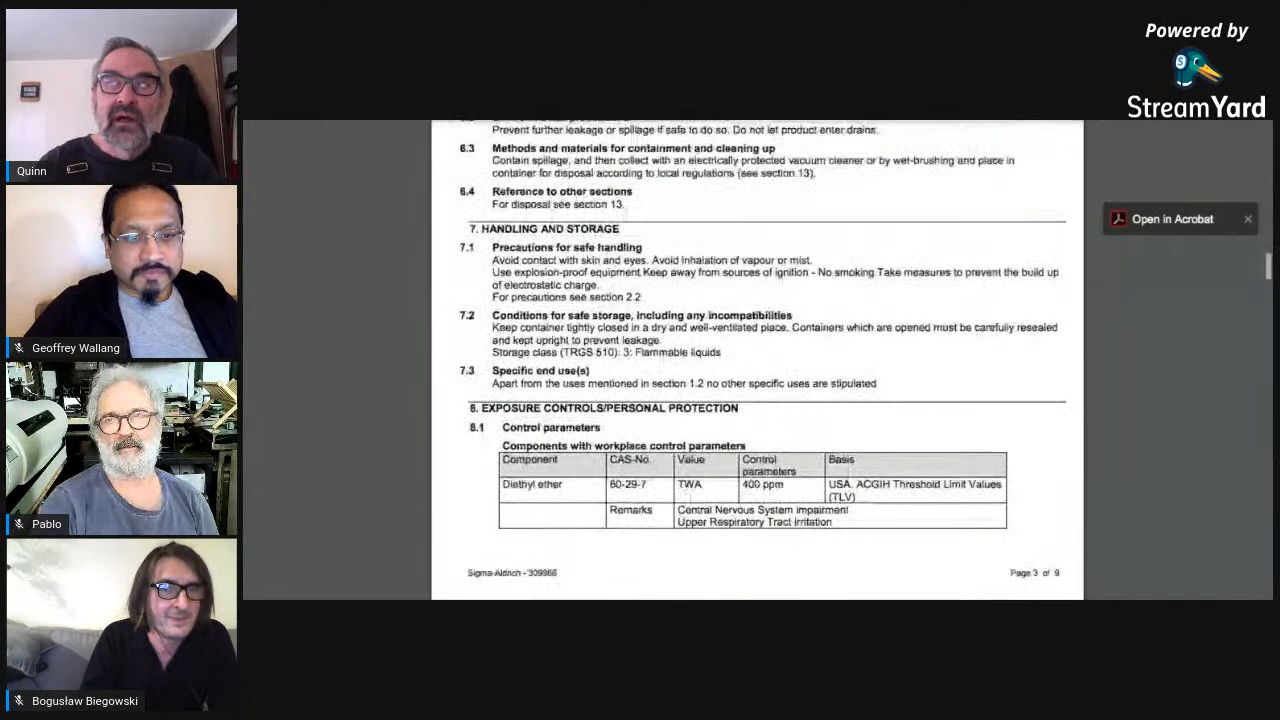 Powered by
StreamYard
Quinn
Geoffrey Wallang
Pablo
Bogusław Biegowski
Open in Acrobat
Prevent further leakage or spillage if safe to do so. Do not let product enter drains.
6.3 Methods and materials for containment and cleaning up
Contain spillage, and then collect with an electrically protected vacuum cleaner or by wet-brushing and place in
container for disposal according to local regulations (see section 13).
6.4 Reference to other sections
For disposal see section 13.
7. HANDLING AND STORAGE
7.1 Precautions for safe handling
Avoid contact with skin and eyes. Avoid inhalation of vapour or mist.
Use explosion-proof equipment.Keep away from sources of ignition - No smoking.Take measures to prevent the build up
of electrostatic charge.
For precautions see section 2.2
7.2 Conditions for safe storage, including any incompatibilities
Keep container tightly closed in a dry and well-ventilated place. Containers which are opened must be carefully resealed
and kept upright to prevent leakage.
Storage class (TRGS 510): 3: Flammable liquids
7.3 Specific end use(s)
Apart from the uses mentioned in section 1.2 no other specific uses are stipulated
8. EXPOSURE CONTROLS/PERSONAL PROTECTION
8.1 Control parameters
Components with workplace control parameters
Component CAS-No. Value Control parameters Basis
Diethyl ether 60-29-7 TWA 400 ppm USA. ACGIH Threshold Limit Values
(TLV)
Remarks Central Nervous System impairment
Upper Respiratory Tract irritation
Sigma-Aldrich - 309966 Page 3 of 9